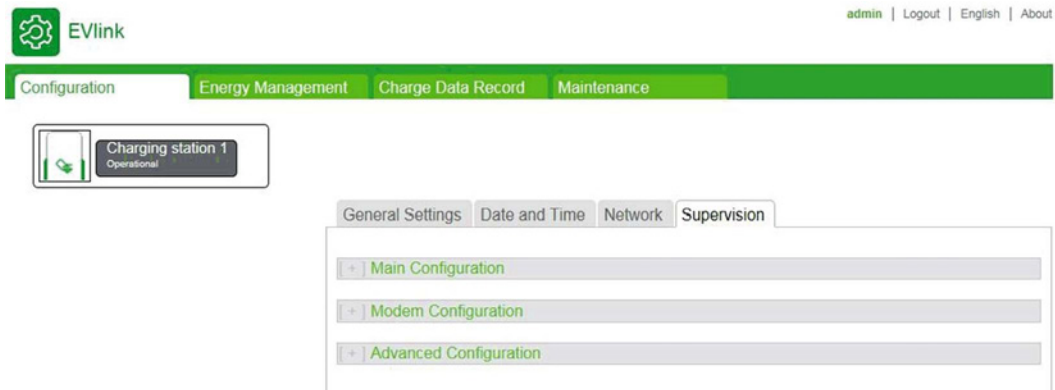 admin | Logout | English | About
EVlink
Configuration Energy Management Charge Data Record Maintenance
Charging station 1
Operational
General Settings Date and Time Network Supervision
[ + ] Main Configuration
[ + ] Modem Configuration
[ + ] Advanced Configuration